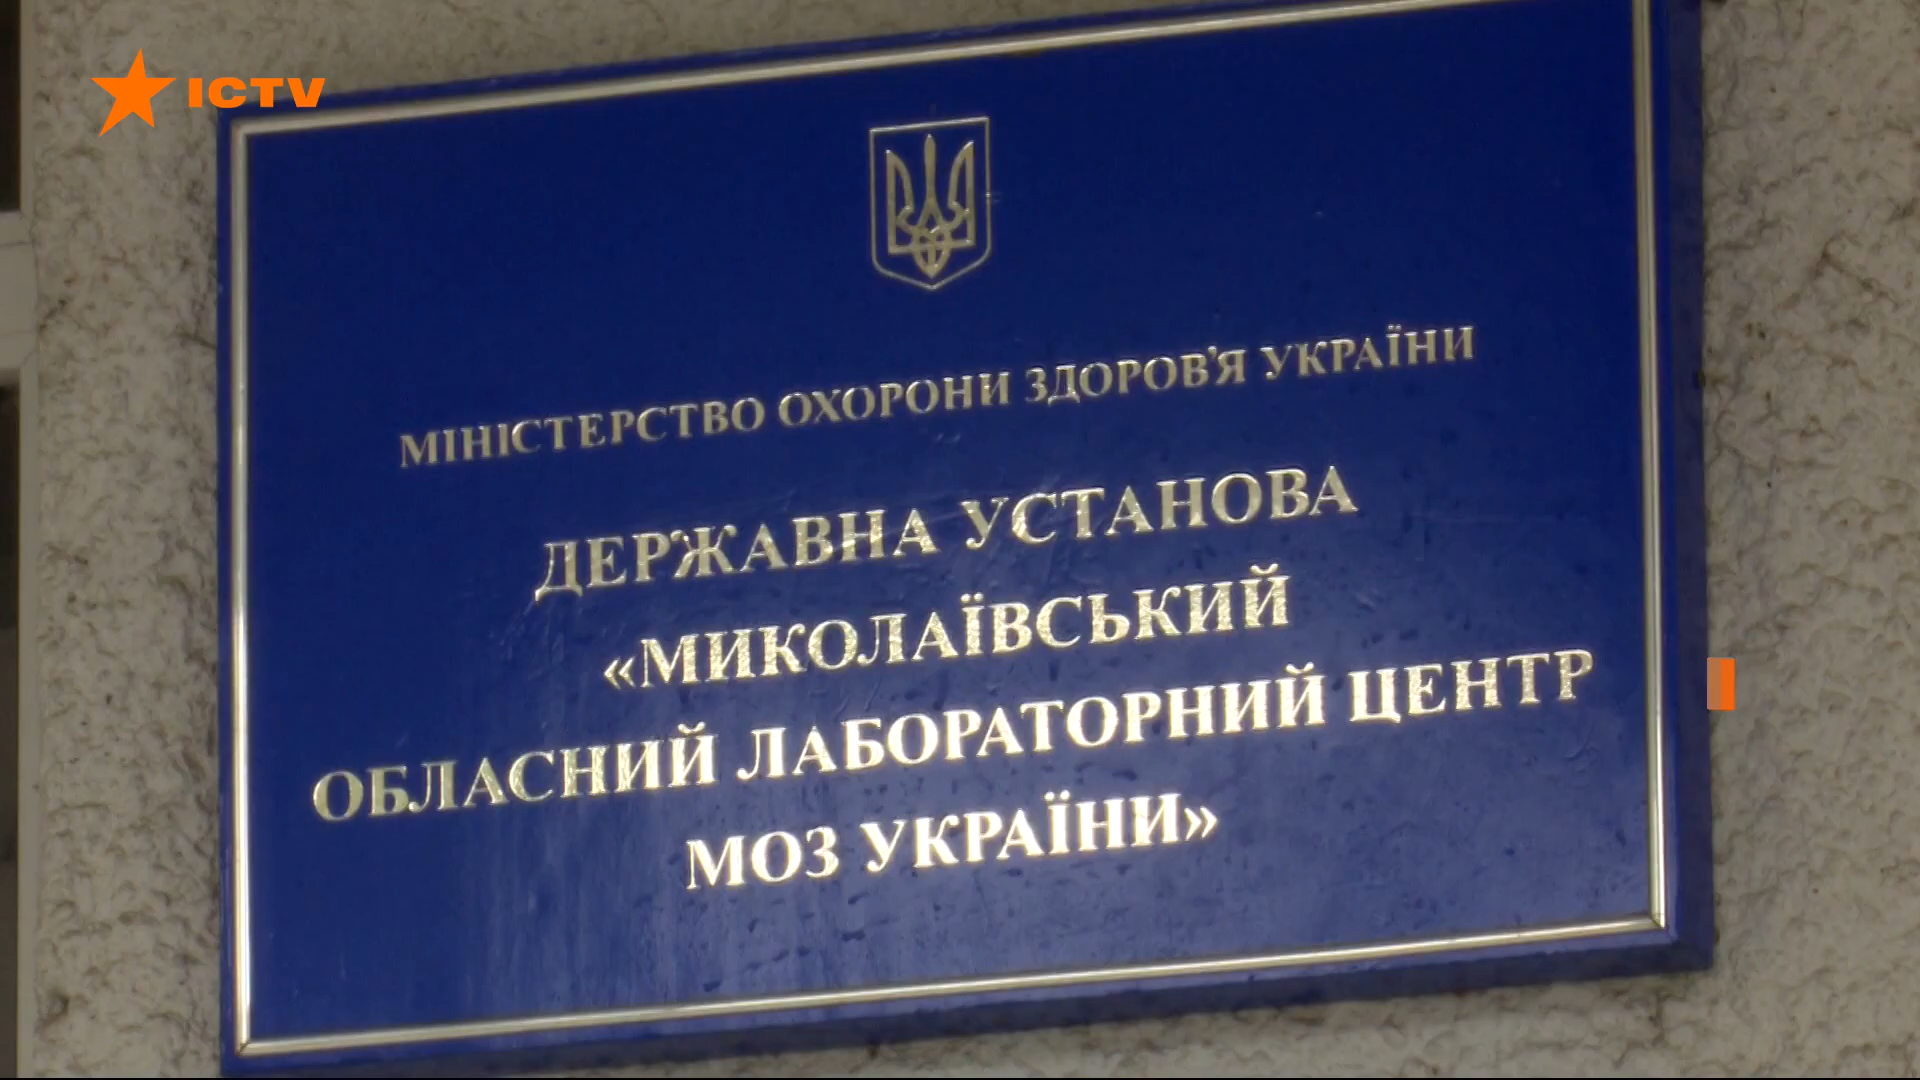 ICTV
МІНІСТЕРСТВО ОХОРОНИ ЗДОРОВ'Я УКРАЇНИ
ДЕРЖАВНА УСТАНОВА
«МИКОЛАЇВСЬКИЙ
ОБЛАСНИЙ ЛАБОРАТОРНИЙ ЦЕНТР
МОЗ УКРАЇНИ»